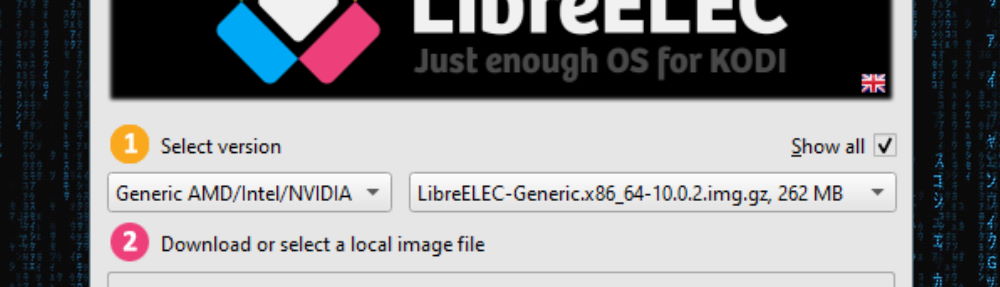 LibreELEC
Just enough OS for KODI
1 Select version
Show all
Generic AMD/Intel/NVIDIA
LibreELEC-Generic.x86_64-10.0.2.img.gz, 262 MB
2 Download or select a local image file